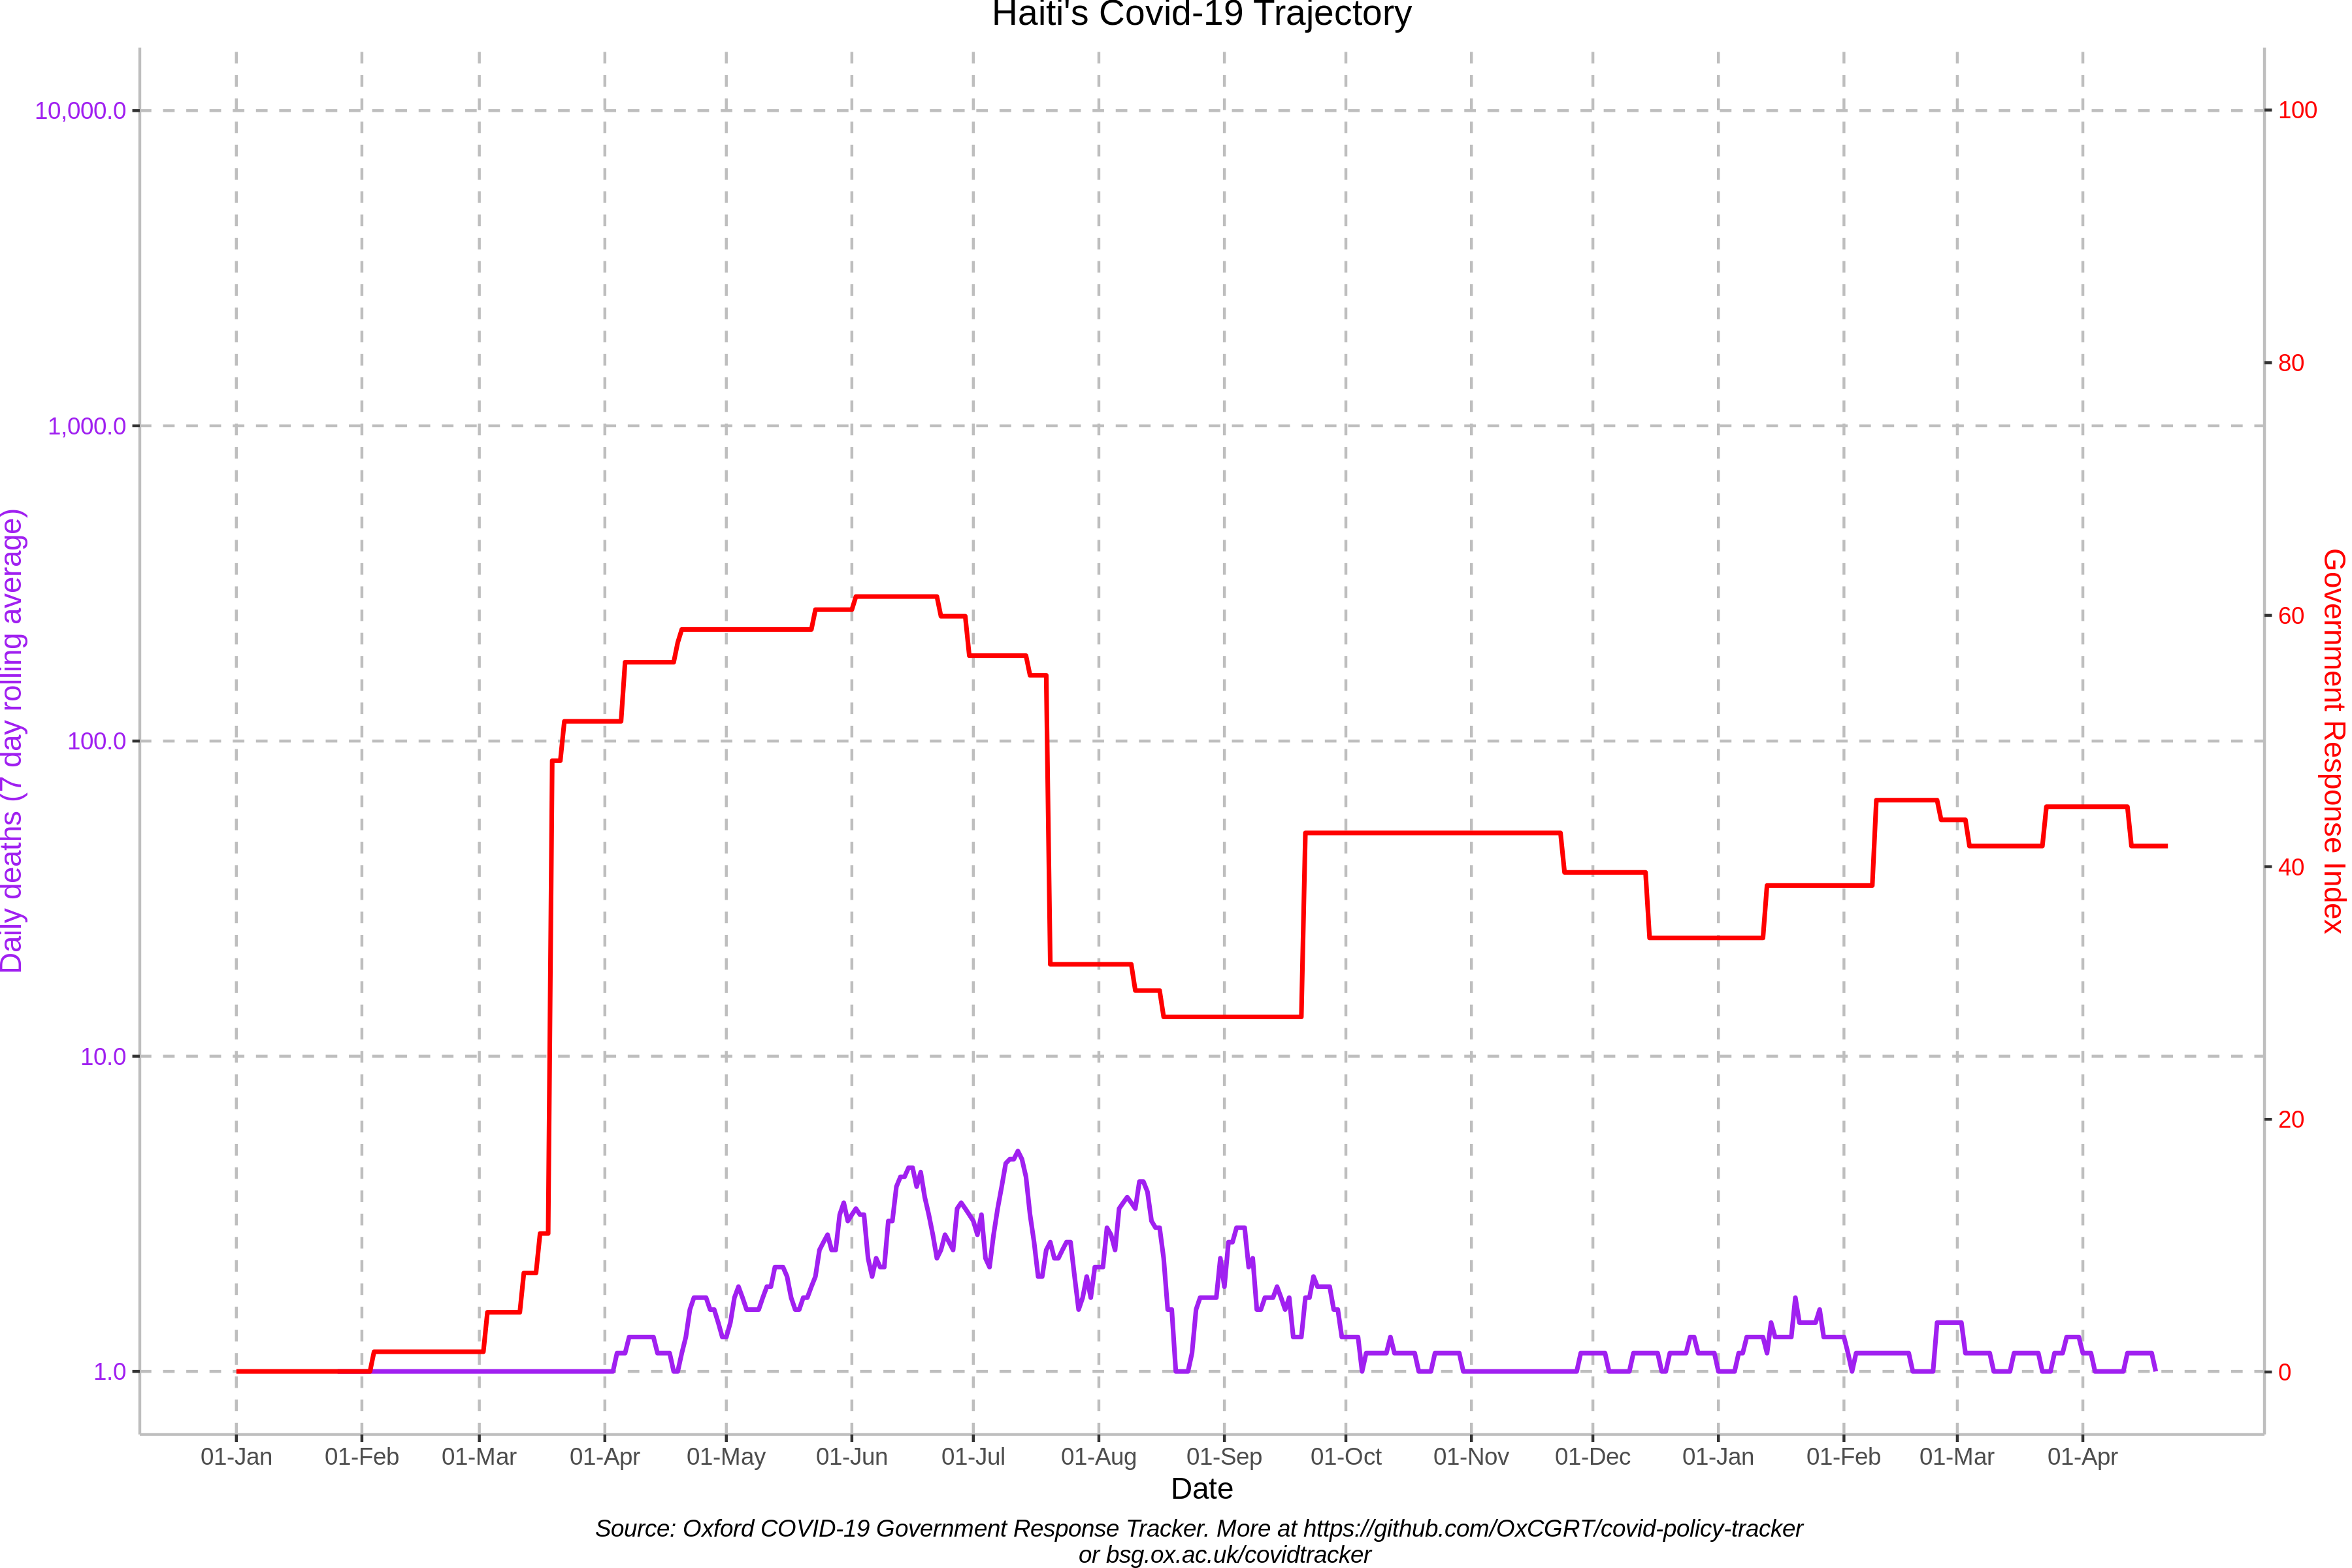 Haiti's Covid-19 Trajectory
10,000.0
1,000.0
100.0
10.0
1.0
Daily deaths (7 day rolling average)
100
80
60
40
20
0
Government Response Index
01-Jan
01-Feb
01-Mar
01-Apr
01-May
01-Jun
01-Jul
01-Aug
01-Sep
01-Oct
01-Nov
01-Dec
01-Jan
01-Feb
01-Mar
01-Apr
Date
Source: Oxford COVID-19 Government Response Tracker. More at https://github.com/OxCGRT/covid-policy-tracker
or bsg.ox.ac.uk/covidtracker